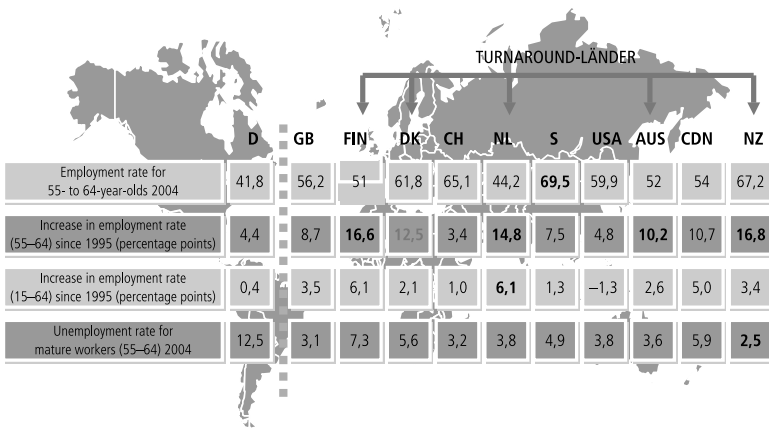 TURNAROUND-LÄNDER
D GB FIN DK CH NL S USA AUS CDN NZ
Employment rate for
55- to 64-year-olds 2004
41,8 56,2 51 61,8 65,1 44,2 69,5 59,9 52 54 67,2
Increase in employment rate
(55–64) since 1995 (percentage points)
4,4 8,7 16,6 12,5 3,4 14,8 7,5 4,8 10,2 10,7 16,8
Increase in employment rate
(15–64) since 1995 (percentage points)
0,4 3,5 6,1 2,1 1,0 6,1 1,3 –1,3 2,6 5,0 3,4
Unemployment rate for
mature workers (55–64) 2004
12,5 3,1 7,3 5,6 3,2 3,8 4,9 3,8 3,6 5,9 2,5